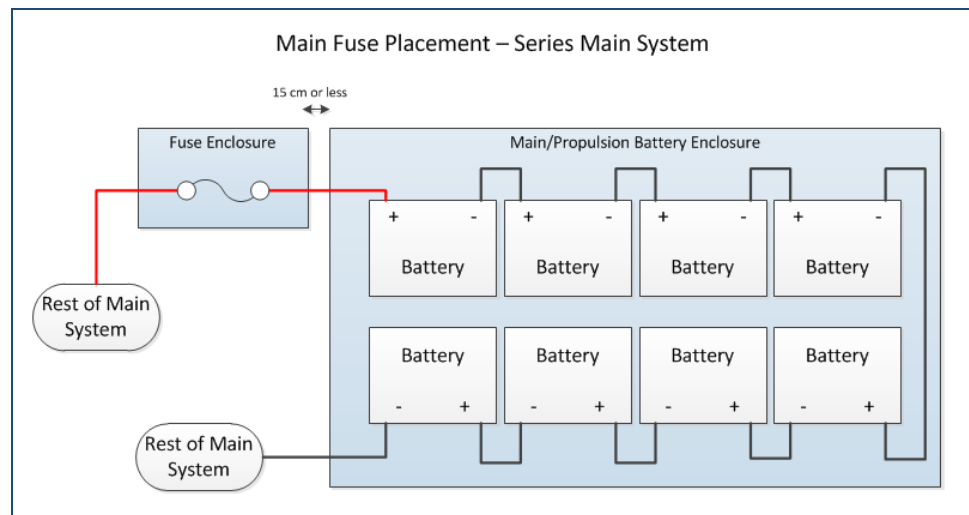 Main Fuse Placement – Series Main System
15 cm or less
Fuse Enclosure
Main/Propulsion Battery Enclosure
+ - + - + - + -
Battery Battery Battery Battery
Rest of Main
System
Battery Battery Battery Battery
- + - + - + - +
Rest of Main
System